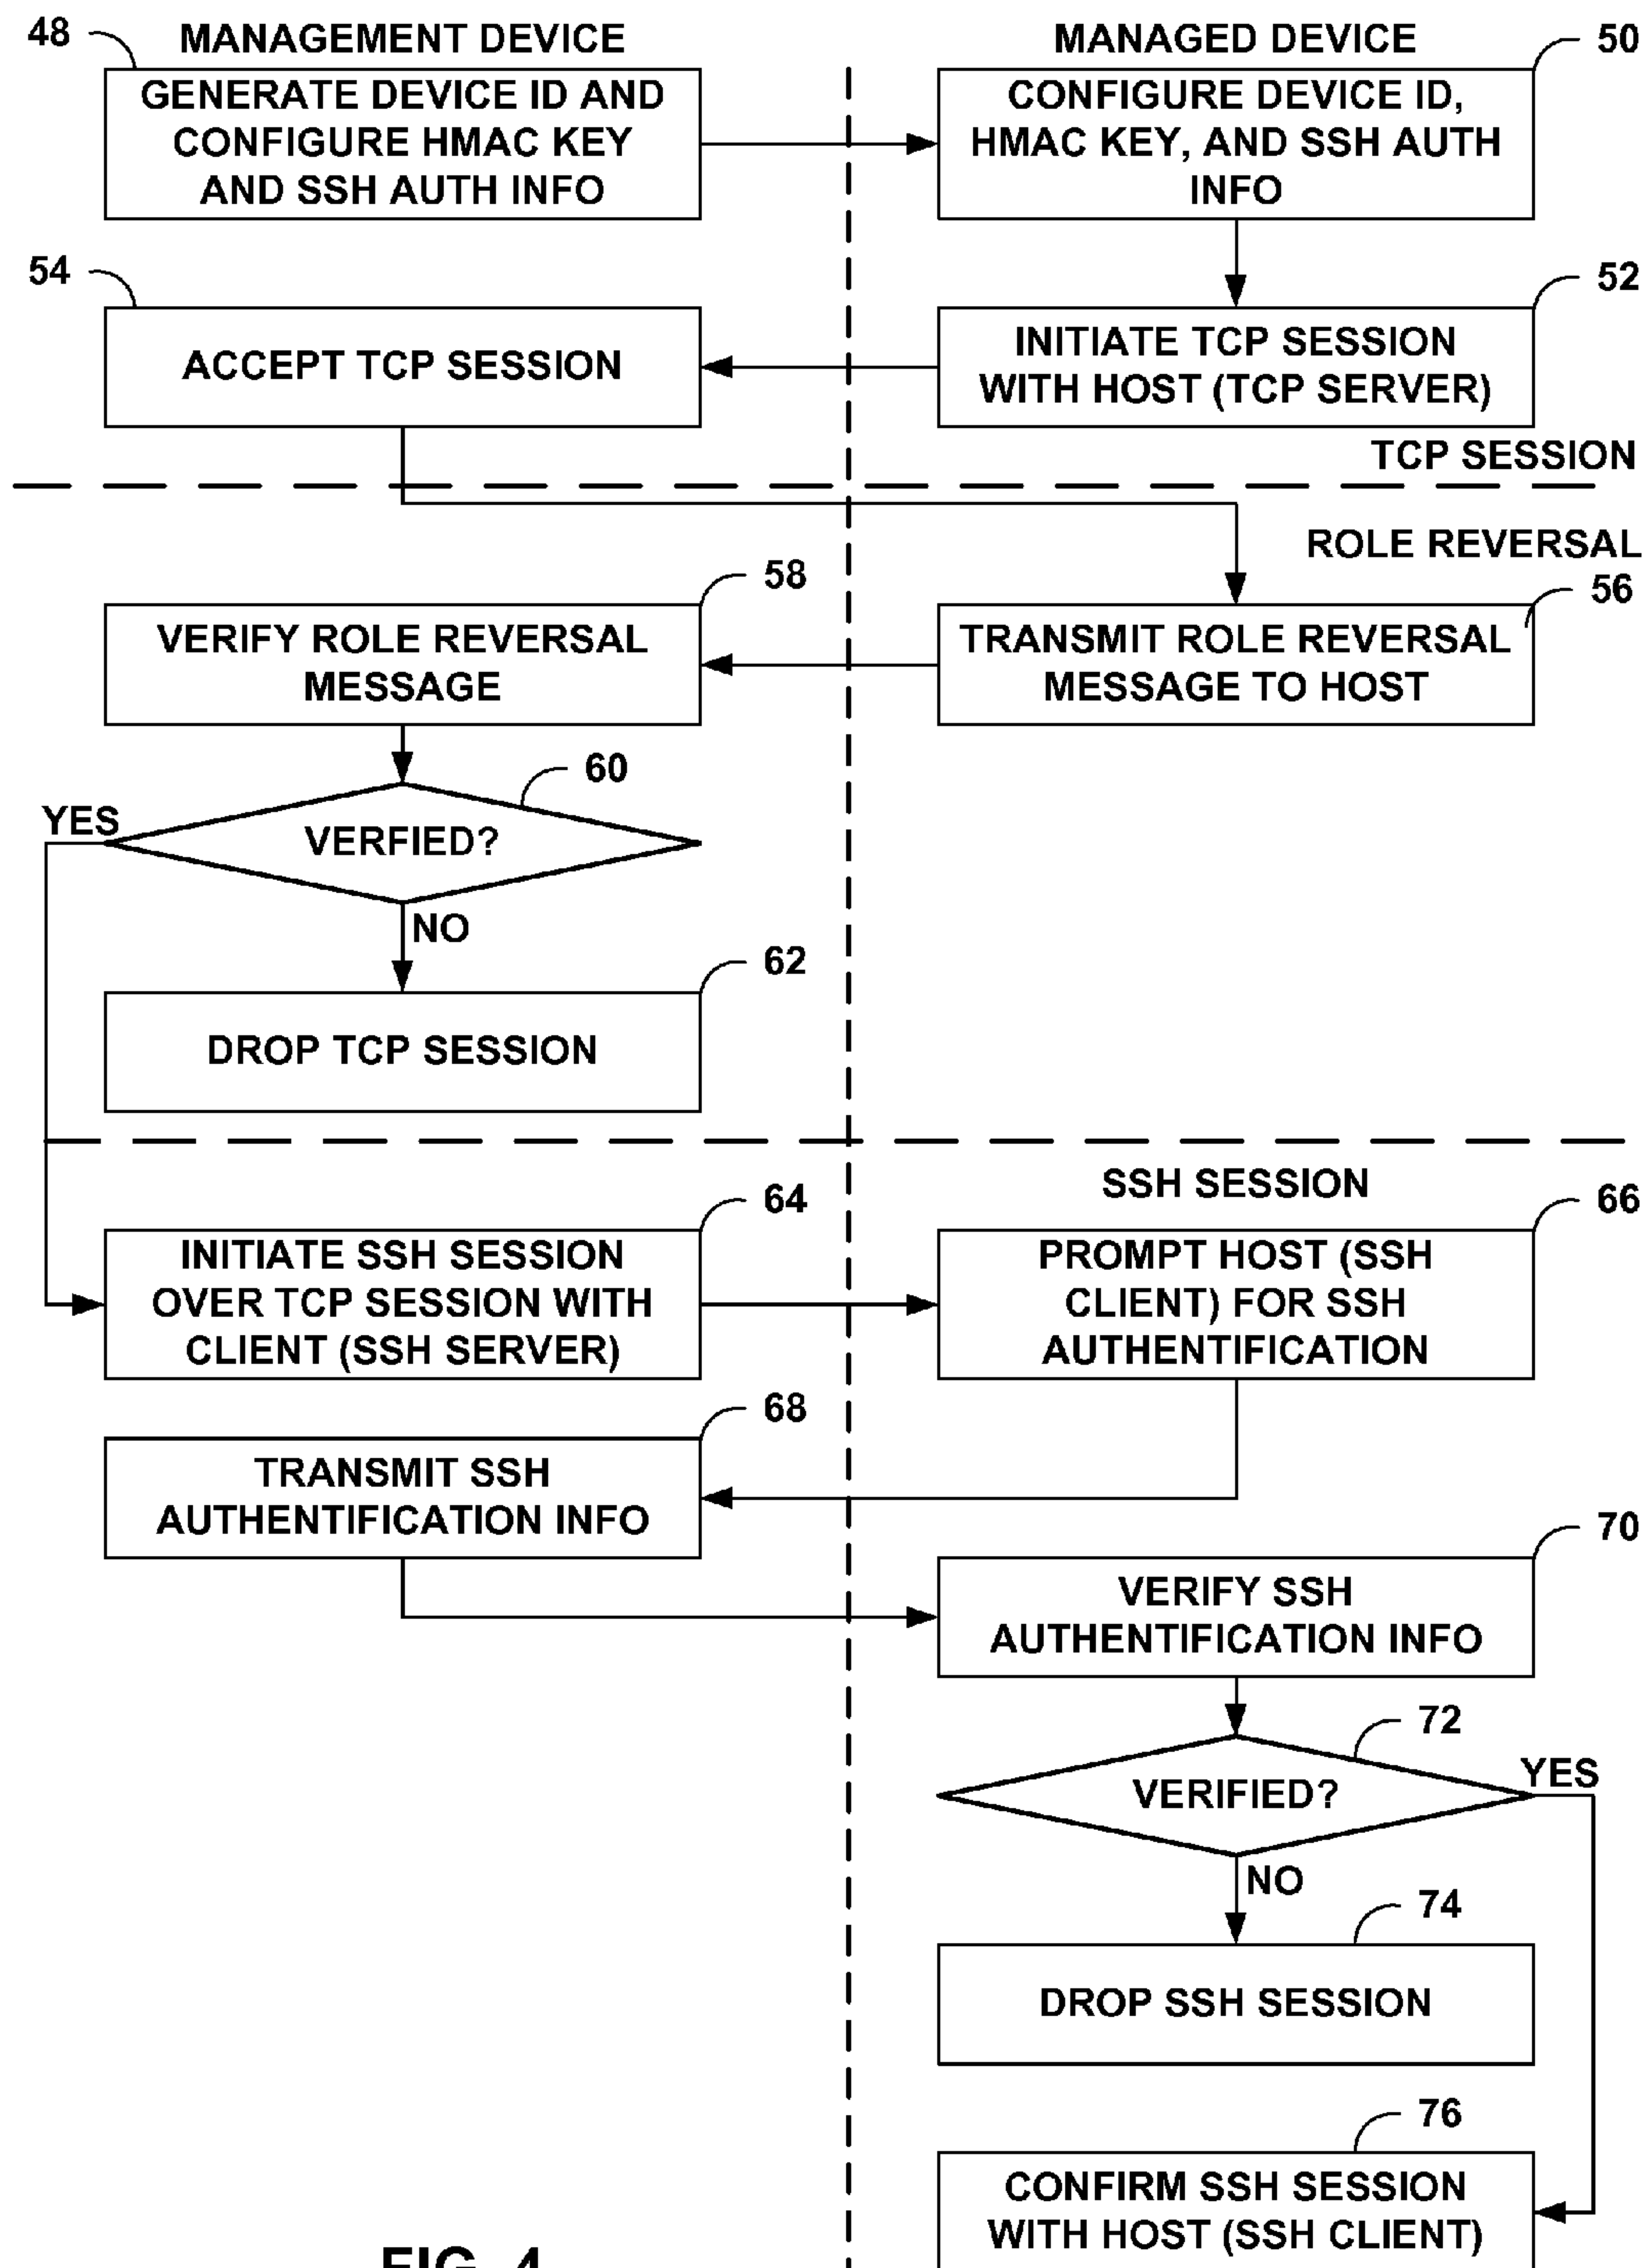 48
MANAGEMENT DEVICE
MANAGED DEVICE
50
GENERATE DEVICE ID AND
CONFIGURE HMAC KEY
AND SSH AUTH INFO
CONFIGURE DEVICE ID,
HMAC KEY, AND SSH AUTH
INFO
54
52
ACCEPT TCP SESSION
INITIATE TCP SESSION
WITH HOST (TCP SERVER)
TCP SESSION
ROLE REVERSAL
58
56
VERIFY ROLE REVERSAL
MESSAGE
TRANSMIT ROLE REVERSAL
MESSAGE TO HOST
60
YES
VERFIED?
NO
62
DROP TCP SESSION
SSH SESSION
64
66
INITIATE SSH SESSION
OVER TCP SESSION WITH
CLIENT (SSH SERVER)
PROMPT HOST (SSH
CLIENT) FOR SSH
AUTHENTIFICATION
68
TRANSMIT SSH
AUTHENTIFICATION INFO
70
VERIFY SSH
AUTHENTIFICATION INFO
72
YES
VERIFIED?
NO
74
DROP SSH SESSION
76
CONFIRM SSH SESSION
WITH HOST (SSH CLIENT)
FIG. 4